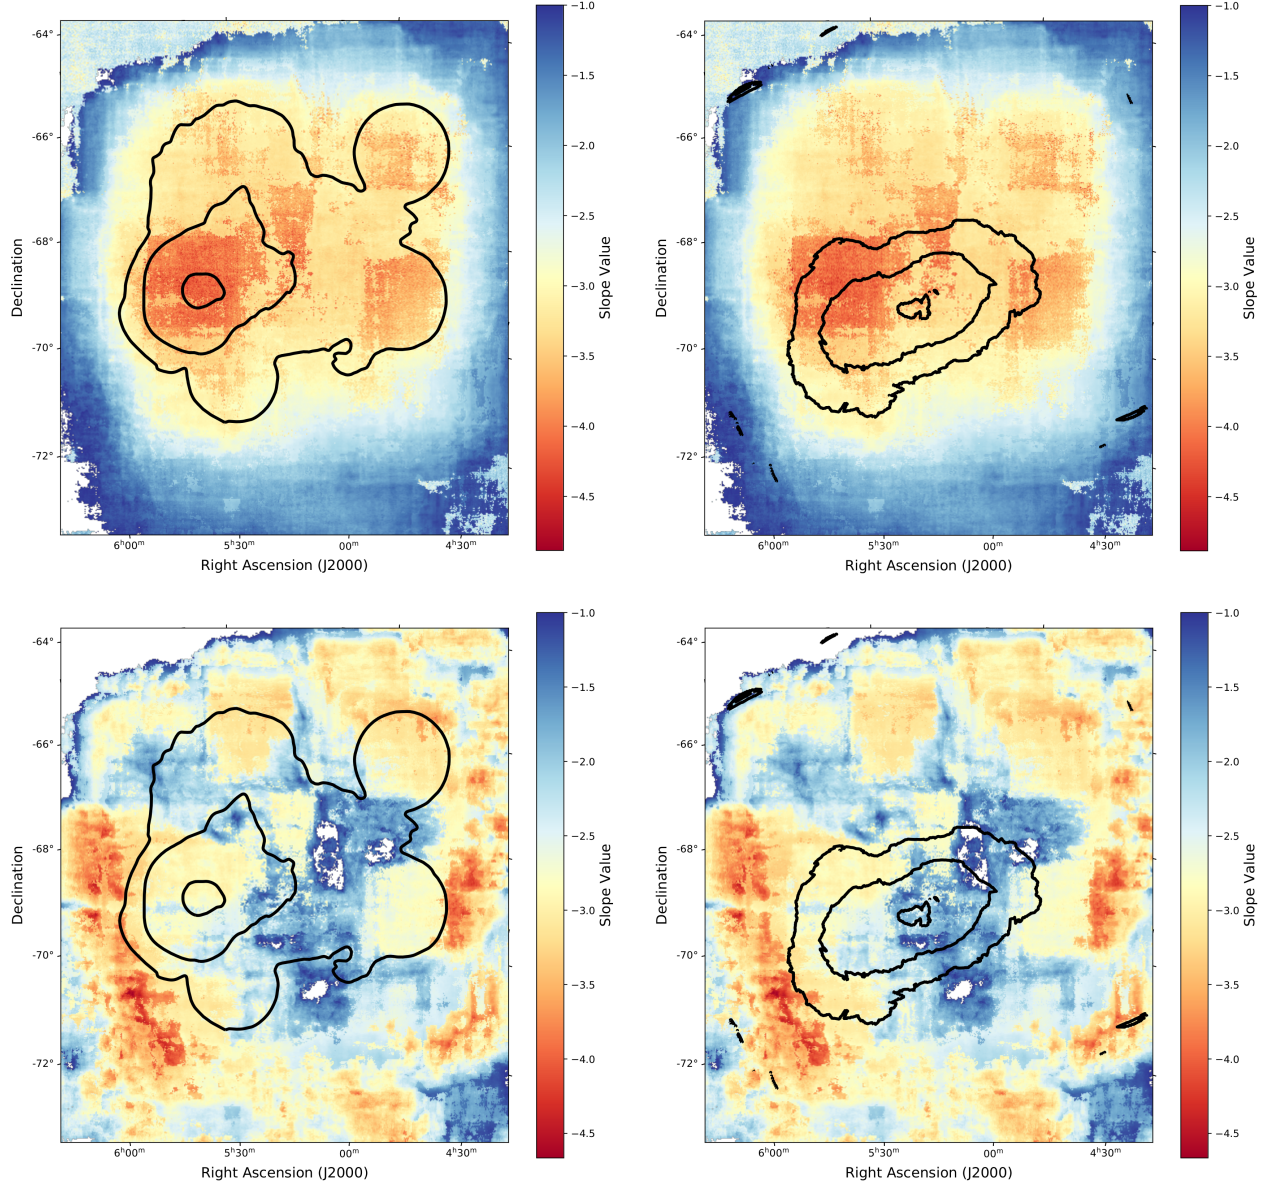 -64°
-66°
-68°
-70°
-72°
Declination
6ʰ00ᵐ
5ʰ30ᵐ
00ᵐ
4ʰ30ᵐ
Right Ascension (J2000)
−1.0
−1.5
−2.0
−2.5
−3.0
−3.5
−4.0
−4.5
Slope Value
-64°
-66°
-68°
-70°
-72°
Declination
6ʰ00ᵐ
5ʰ30ᵐ
00ᵐ
4ʰ30ᵐ
Right Ascension (J2000)
−1.0
−1.5
−2.0
−2.5
−3.0
−3.5
−4.0
−4.5
Slope Value
-64°
-66°
-68°
-70°
-72°
Declination
6ʰ00ᵐ
5ʰ30ᵐ
00ᵐ
4ʰ30ᵐ
Right Ascension (J2000)
−1.0
−1.5
−2.0
−2.5
−3.0
−3.5
−4.0
−4.5
Slope Value
-64°
-66°
-68°
-70°
-72°
Declination
6ʰ00ᵐ
5ʰ30ᵐ
00ᵐ
4ʰ30ᵐ
Right Ascension (J2000)
−1.0
−1.5
−2.0
−2.5
−3.0
−3.5
−4.0
−4.5
Slope Value